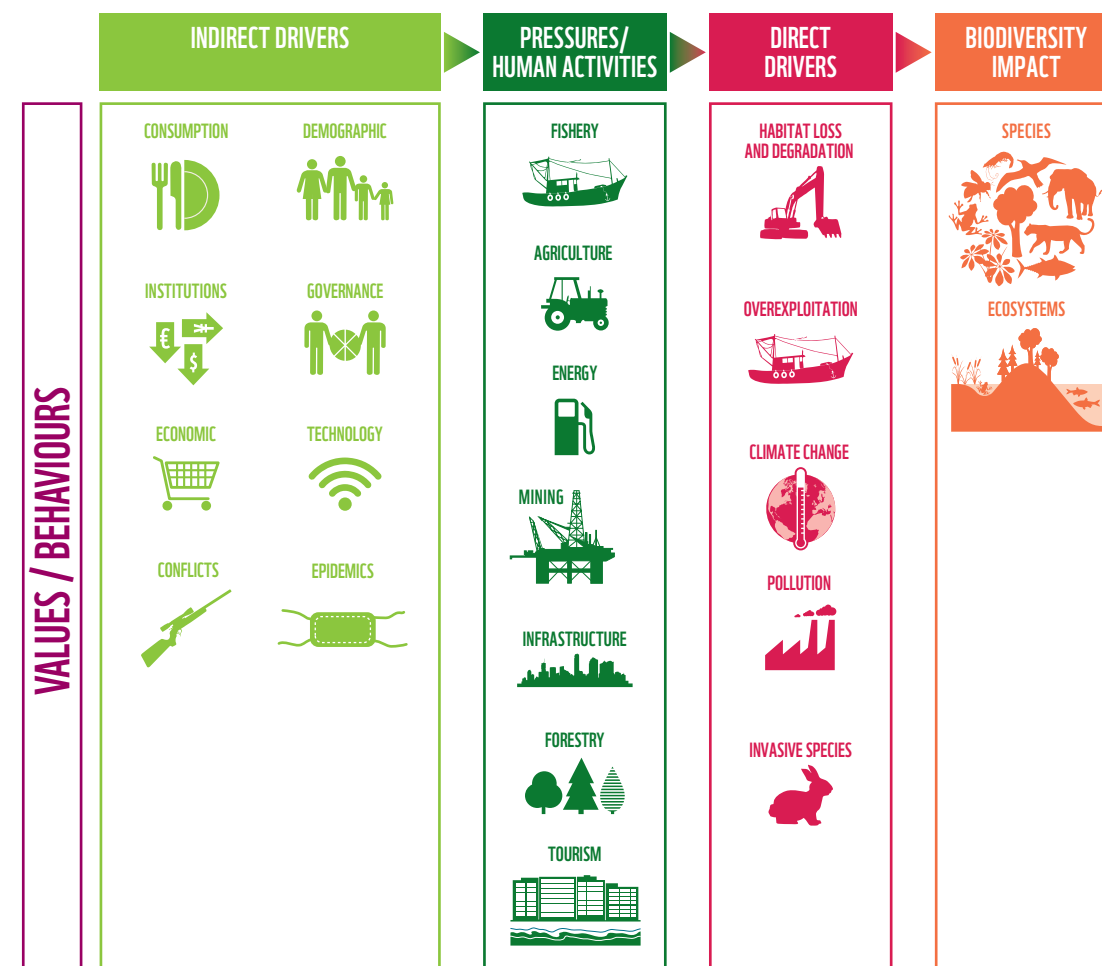 INDIRECT DRIVERS
PRESSURES/
HUMAN ACTIVITIES
DIRECT
DRIVERS
BIODIVERSITY
IMPACT
VALUES / BEHAVIOURS
CONSUMPTION
DEMOGRAPHIC
INSTITUTIONS
GOVERNANCE
€
¥
$
ECONOMIC
TECHNOLOGY
CONFLICTS
EPIDEMICS
FISHERY
AGRICULTURE
ENERGY
MINING
INFRASTRUCTURE
FORESTRY
TOURISM
HABITAT LOSS
AND DEGRADATION
OVEREXPLOITATION
CLIMATE CHANGE
POLLUTION
INVASIVE SPECIES
SPECIES
ECOSYSTEMS